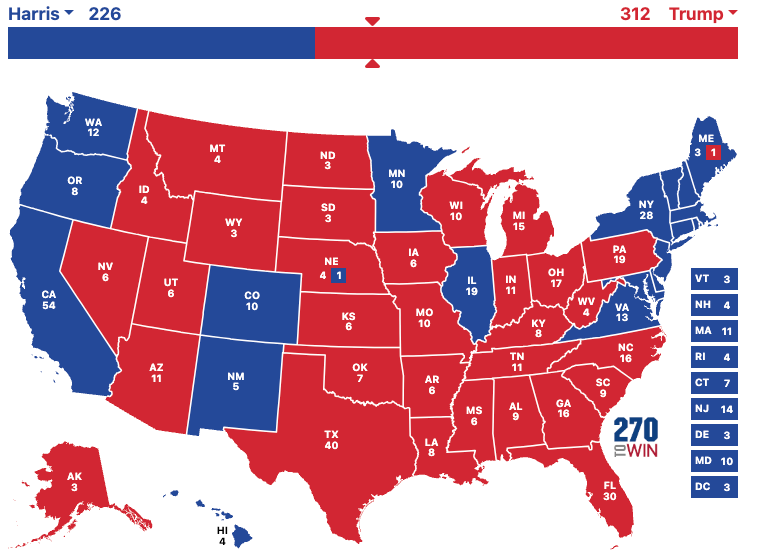 Harris 226
312 Trump
WA
12
OR
8
CA
54
NV
6
ID
4
MT
4
WY
3
UT
6
AZ
11
CO
10
NM
5
ND
3
SD
3
NE
4 1
KS
6
OK
7
TX
40
MN
10
IA
6
MO
10
AR
6
LA
8
WI
10
IL
19
MI
15
IN
11
OH
17
KY
8
TN
11
MS
6
AL
9
GA
16
FL
30
SC
9
NC
16
VA
13
WV
4
PA
19
NY
28
ME
3 1
AK
3
HI
4
VT 3
NH 4
MA 11
RI 4
CT 7
NJ 14
DE 3
MD 10
DC 3
270
TO WIN